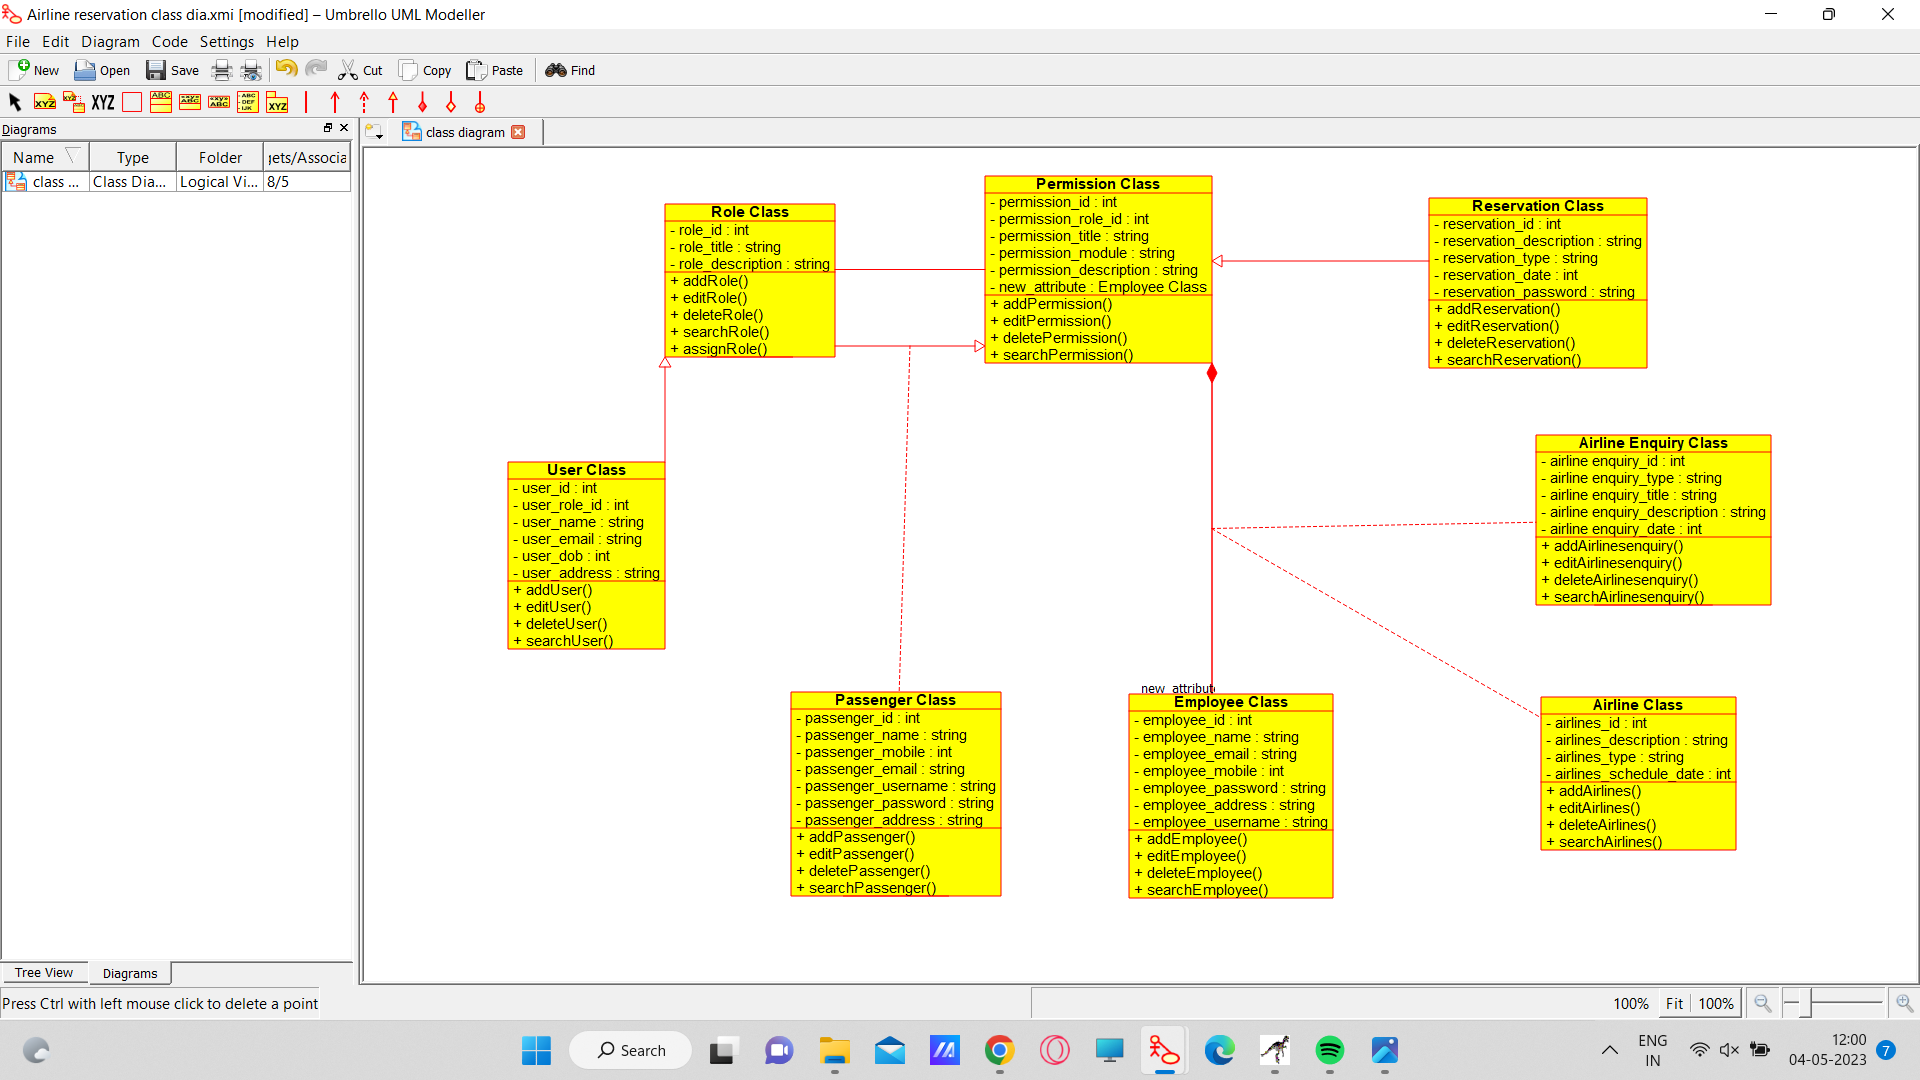 Airline reservation class dia.xmi [modified] – Umbrello UML Modeller
File Edit Diagram Code Settings Help
New Open Save Cut Copy Paste Find
XYZ
Diagrams
class diagram
Name Type Folder jets/Associa
class ... Class Dia... Logical Vi... 8/5
Role Class
- role_id : int
- role_title : string
- role_description : string
+ addRole()
+ editRole()
+ deleteRole()
+ searchRole()
+ assignRole()
Permission Class
- permission_id : int
- permission_role_id : int
- permission_title : string
- permission_module : string
- permission_description : string
- new_attribute : Employee Class
+ addPermission()
+ editPermission()
+ deletePermission()
+ searchPermission()
Reservation Class
- reservation_id : int
- reservation_description : string
- reservation_type : string
- reservation_date : int
- reservation_password : string
+ addReservation()
+ editReservation()
+ deleteReservation()
+ searchReservation()
User Class
- user_id : int
- user_role_id : int
- user_name : string
- user_email : string
- user_dob : int
- user_address : string
+ addUser()
+ editUser()
+ deleteUser()
+ searchUser()
Airline Enquiry Class
- airline enquiry_id : int
- airline enquiry_type : string
- airline enquiry_title : string
- airline enquiry_description : string
- airline enquiry_date : int
+ addAirlinesenquiry()
+ editAirlinesenquiry()
+ deleteAirlinesenquiry()
+ searchAirlinesenquiry()
Passenger Class
- passenger_id : int
- passenger_name : string
- passenger_mobile : int
- passenger_email : string
- passenger_username : string
- passenger_password : string
- passenger_address : string
+ addPassenger()
+ editPassenger()
+ deletePassenger()
+ searchPassenger()
new_attribut
Employee Class
- employee_id : int
- employee_name : string
- employee_email : string
- employee_mobile : int
- employee_password : string
- employee_address : string
- employee_username : string
+ addEmployee()
+ editEmployee()
+ deleteEmployee()
+ searchEmployee()
Airline Class
- airlines_id : int
- airlines_description : string
- airlines_type : string
- airlines_schedule_date : int
+ addAirlines()
+ editAirlines()
+ deleteAirlines()
+ searchAirlines()
Tree View Diagrams
Press Ctrl with left mouse click to delete a point
100% Fit 100%
Search
ENG
IN
12:00
04-05-2023
7